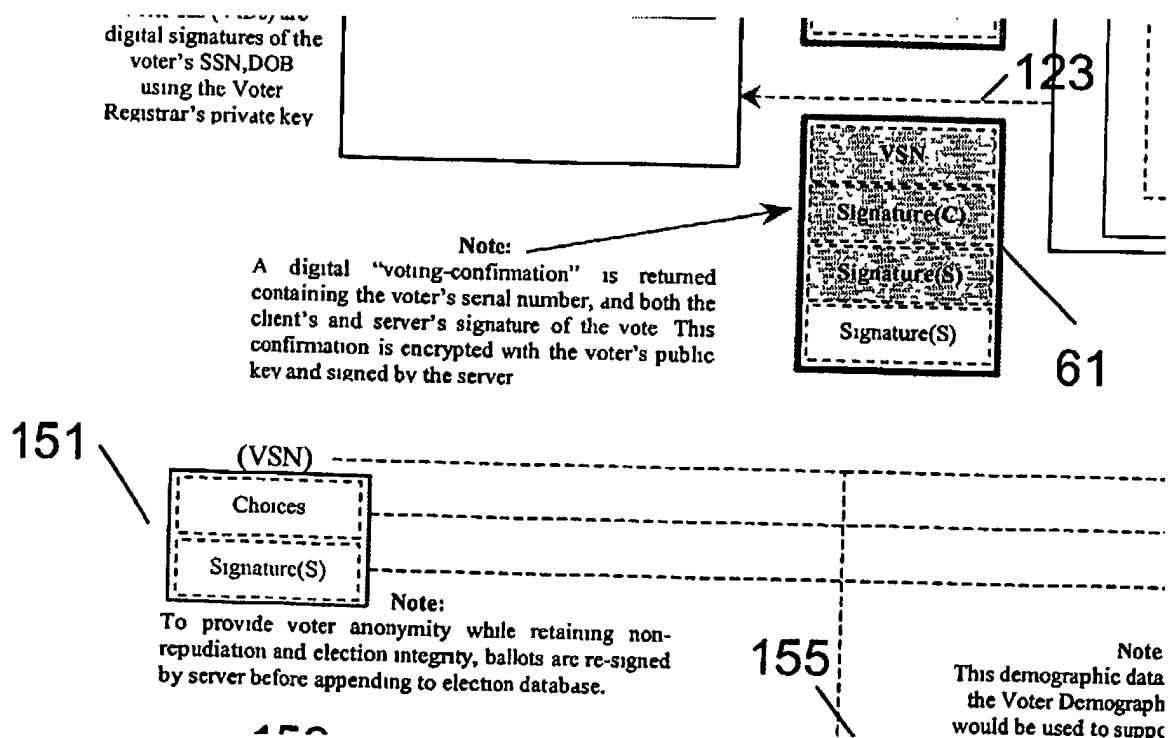 digital signatures of the
voter's SSN,DOB
using the Voter
Registrar's private key
123
VSN
Signature(C)
Signature(S)
Signature(S)
61
Note:
A digital “voting-confirmation” is returned
containing the voter's serial number, and both the
client's and server's signature of the vote This
confirmation is encrypted with the voter's public
key and signed by the server
151
(VSN)
Choices
Signature(S)
Note:
To provide voter anonymity while retaining non-
repudiation and election integrity, ballots are re-signed
by server before appending to election database.
155
Note
This demographic data
the Voter Demograph
would be used to suppo